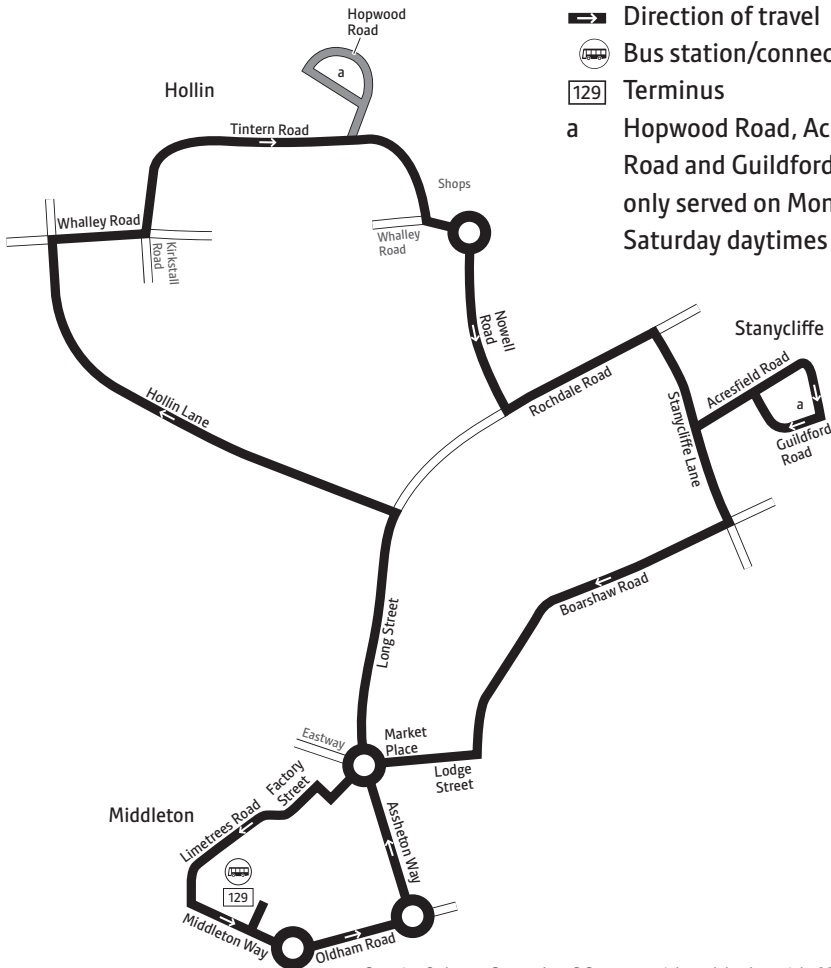 Hopwood
Road
a
Hollin
Tintern Road
Direction of travel
Bus station/connec
129 Terminus
a Hopwood Road, Ac
Road and Guildford
only served on Mon
Saturday daytimes
Shops
Whalley Road
Kirkstall
Road
Whalley
Road
Nowell
Road
Stanycliffe
Rochdale Road
Acresfield Road
a
Guildford
Road
Stanycliffe Lane
Hollin Lane
Boarshaw Road
Long Street
Eastway
Market
Place
Lodge
Street
Factory
Street
Middleton
Limetrees Road
Assheton Way
129
Middleton Way
Oldham Road